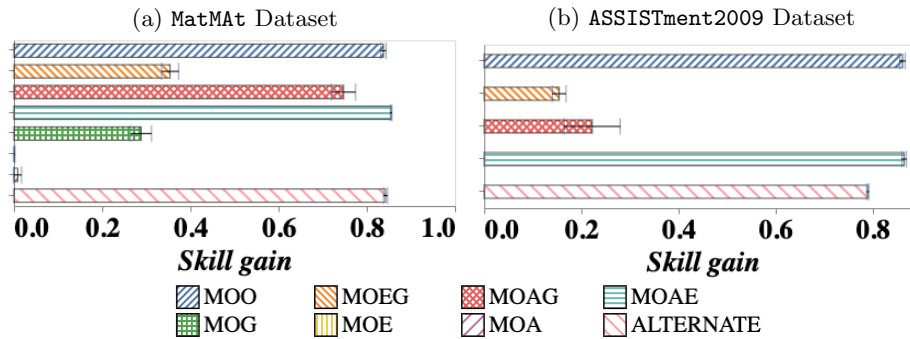 (a) MatMAt Dataset
(b) ASSISTment2009 Dataset
0.0 0.2 0.4 0.6 0.8 1.0
0.0 0.2 0.4 0.6 0.8
Skill gain
Skill gain
MOO MOEG MOAG MOAE
MOG MOE MOA ALTERNATE